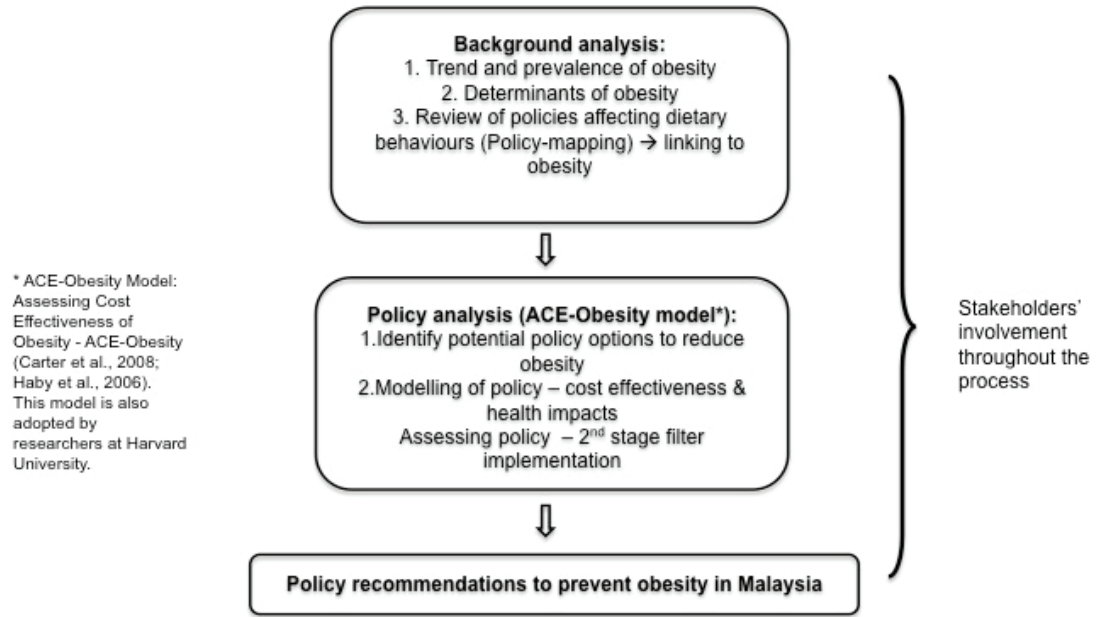 Background analysis:
1. Trend and prevalence of obesity
2. Determinants of obesity
3. Review of policies affecting dietary
behaviours (Policy-mapping) → linking to
obesity
* ACE-Obesity Model:
Assessing Cost
Effectiveness of
Obesity - ACE-Obesity
(Carter et al., 2008;
Haby et al., 2006).
This model is also
adopted by
researchers at Harvard
University.
Policy analysis (ACE-Obesity model*):
1.Identify potential policy options to reduce
obesity
2.Modelling of policy – cost effectiveness &
health impacts
Assessing policy – 2nd stage filter
implementation
Stakeholders'
involvement
throughout the
process
Policy recommendations to prevent obesity in Malaysia